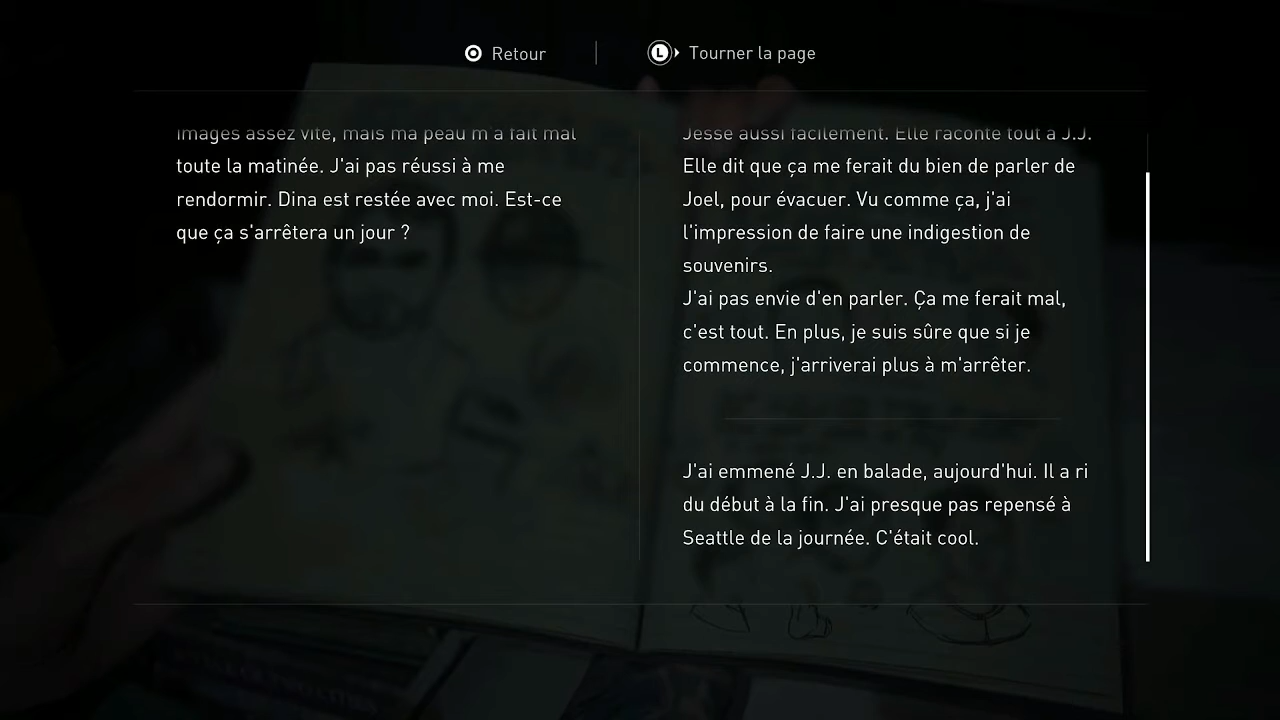 Retour
L Tourner la page
images assez vite, mais ma peau m'a fait mal
toute la matinée. J'ai pas réussi à me
rendormir. Dina est restée avec moi. Est-ce
que ça s'arrêtera un jour ?
Jesse aussi facilement. Elle raconte tout à J.J.
Elle dit que ça me ferait du bien de parler de
Joel, pour évacuer. Vu comme ça, j'ai
l'impression de faire une indigestion de
souvenirs.
J'ai pas envie d'en parler. Ça me ferait mal,
c'est tout. En plus, je suis sûre que si je
commence, j'arriverai plus à m'arrêter.
J'ai emmené J.J. en balade, aujourd'hui. Il a ri
du début à la fin. J'ai presque pas repensé à
Seattle de la journée. C'était cool.